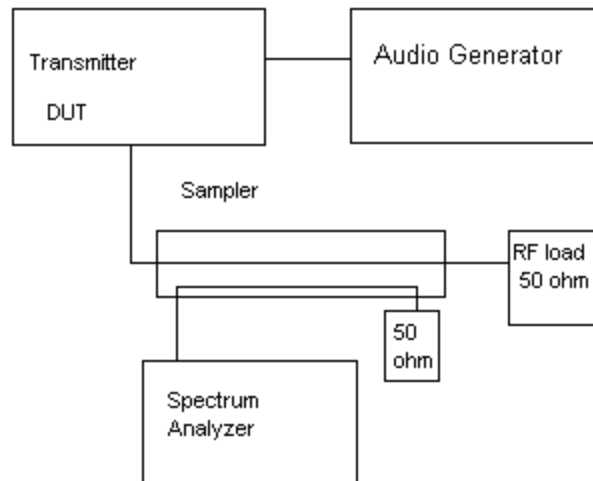 Transmitter
DUT
Audio Generator
Sampler
RF load
50 ohm
50
ohm
Spectrum
Analyzer